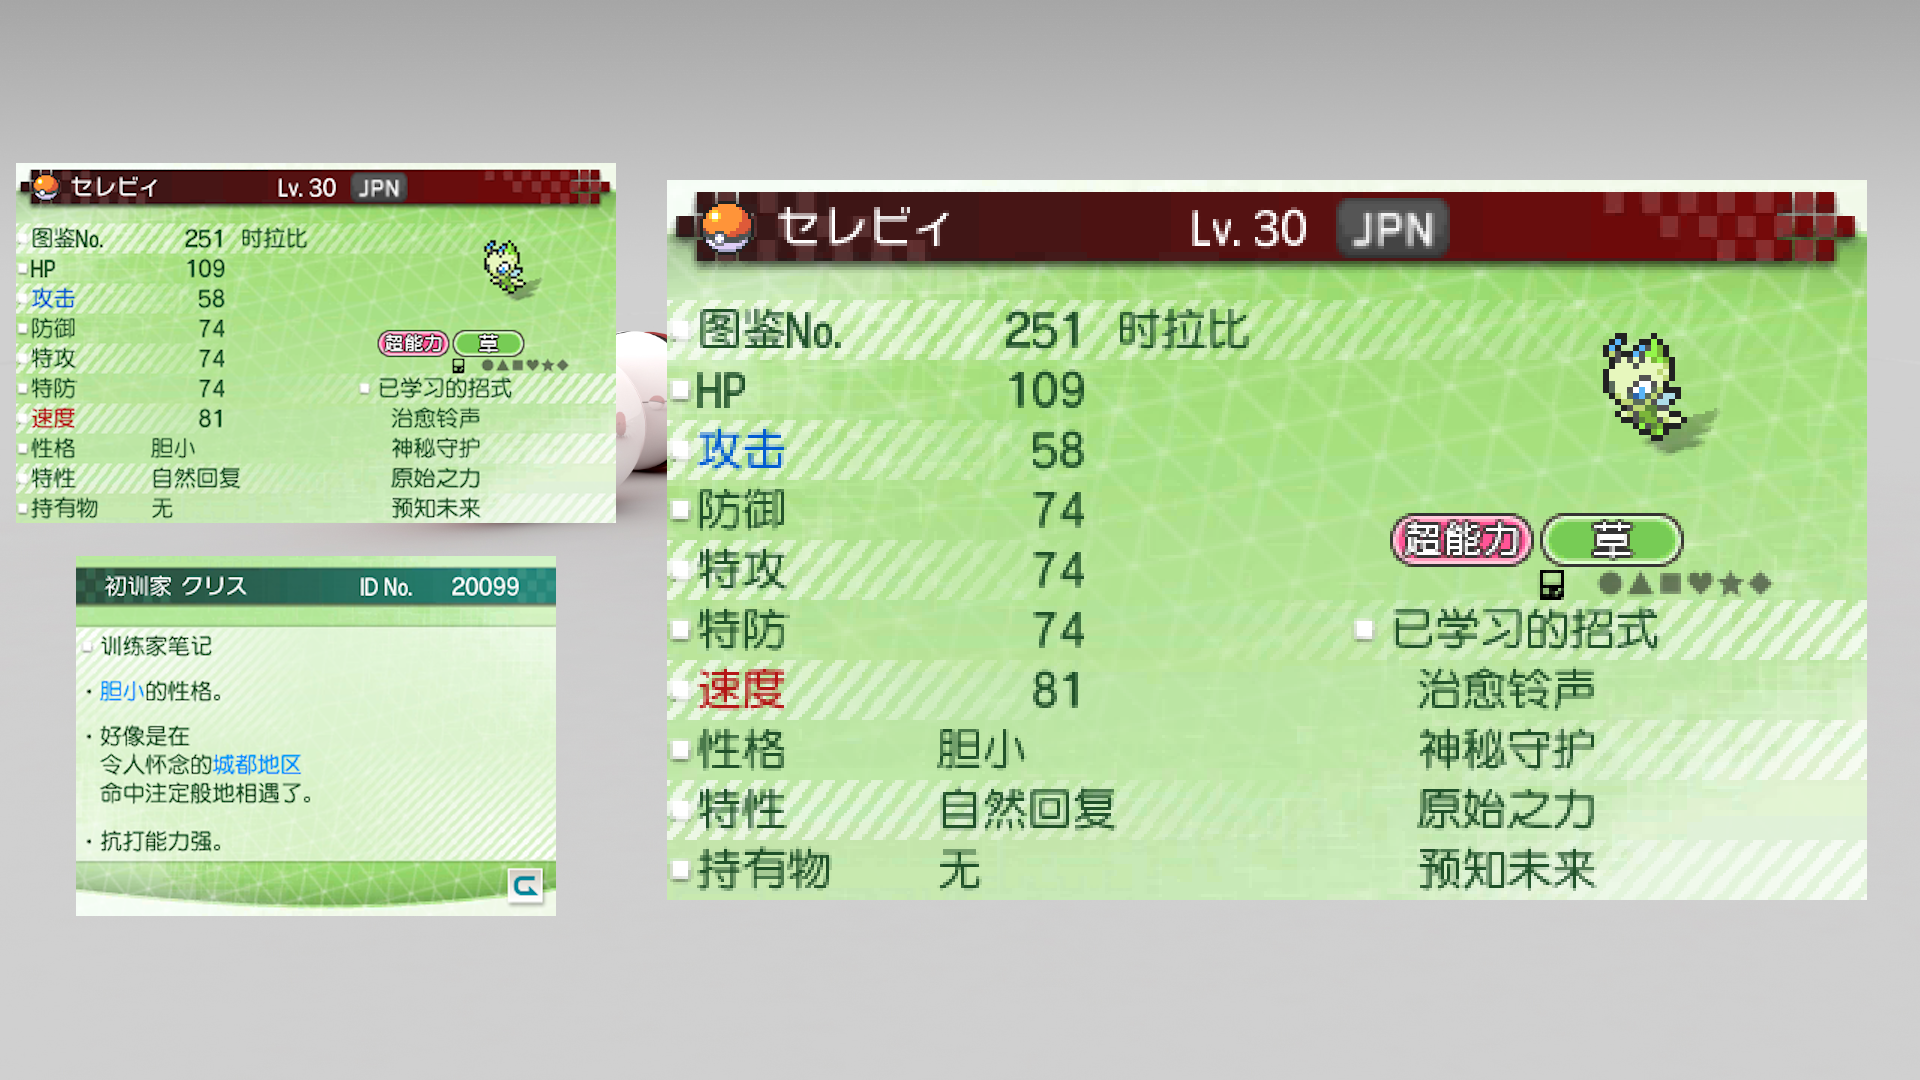 セレビィ Lv. 30 JPN
图鉴No. 251 时拉比
HP 109
攻击 58
防御 74
特攻 74
超能力 草
特防 74
已学习的招式
速度 81
治愈铃声
性格 胆小
神秘守护
特性 自然回复
原始之力
持有物 无
预知未来
初训家 クリス ID No. 20099
训练家笔记
・胆小的性格。
・好像是在
令人怀念的城都地区
命中注定般地相遇了。
・抗打能力强。
セレビィ Lv. 30 JPN
图鉴No. 251 时拉比
HP 109
攻击 58
防御 74
特攻 74
超能力 草
特防 74
已学习的招式
速度 81
治愈铃声
性格 胆小
神秘守护
特性 自然回复
原始之力
持有物 无
预知未来